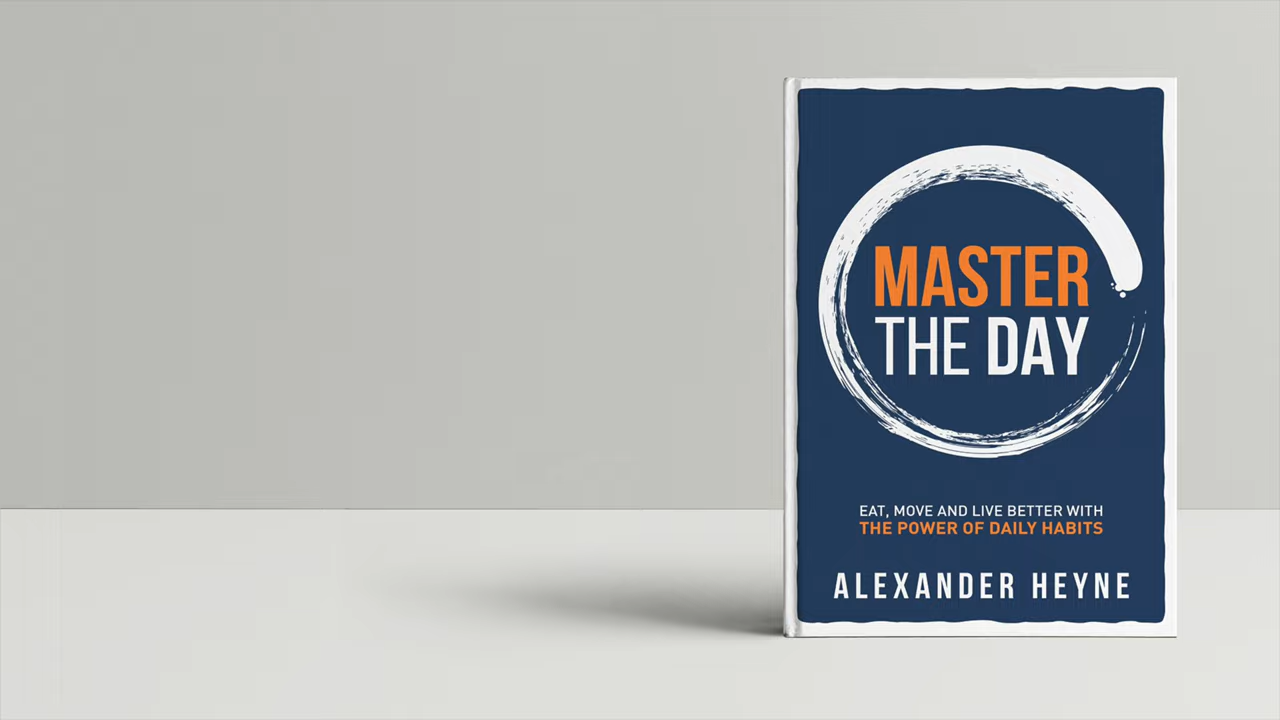 MASTER
THE DAY
EAT, MOVE AND LIVE BETTER WITH
THE POWER OF DAILY HABITS
ALEXANDER HEYNE